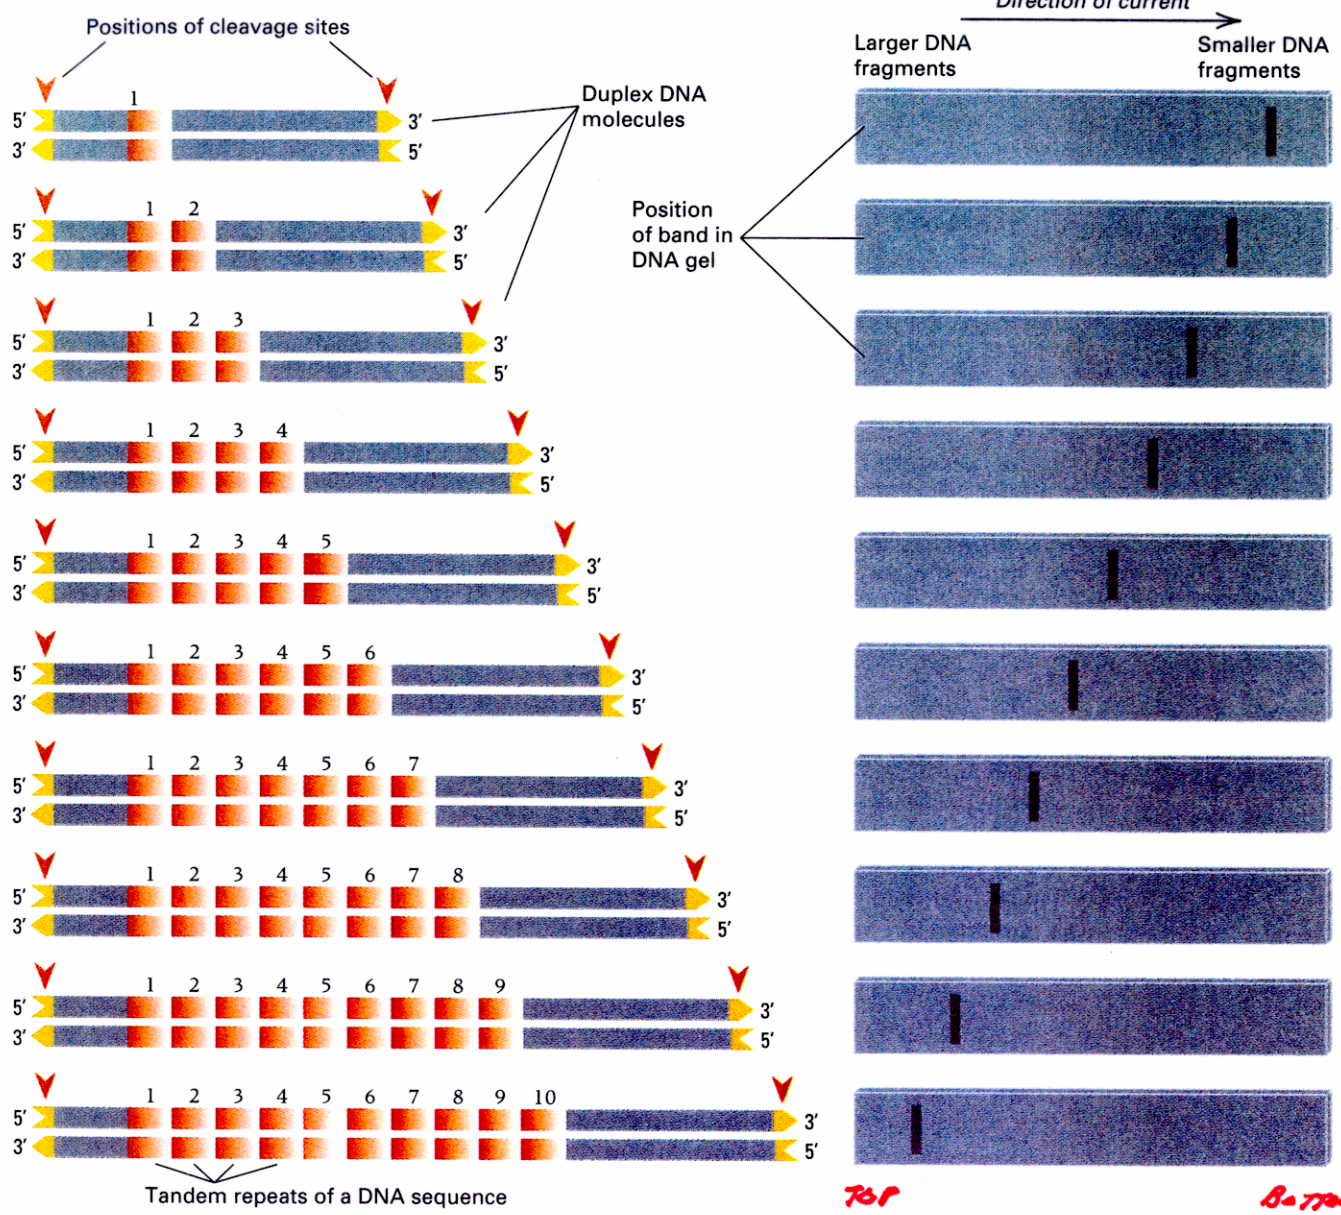 Direction of current
Positions of cleavage sites
Larger DNA
fragments
Smaller DNA
fragments
Duplex DNA
molecules
1
5′ 3′
3′ 5′
Position
of band in
DNA gel
1 2
5′ 3′
3′ 5′
1 2 3
5′ 3′
3′ 5′
1 2 3 4
5′ 3′
3′ 5′
1 2 3 4 5
5′ 3′
3′ 5′
1 2 3 4 5 6
5′ 3′
3′ 5′
1 2 3 4 5 6 7
5′ 3′
3′ 5′
1 2 3 4 5 6 7 8
5′ 3′
3′ 5′
1 2 3 4 5 6 7 8 9
5′ 3′
3′ 5′
1 2 3 4 5 6 7 8 9 10
5′ 3′
3′ 5′
Tandem repeats of a DNA sequence
TOP